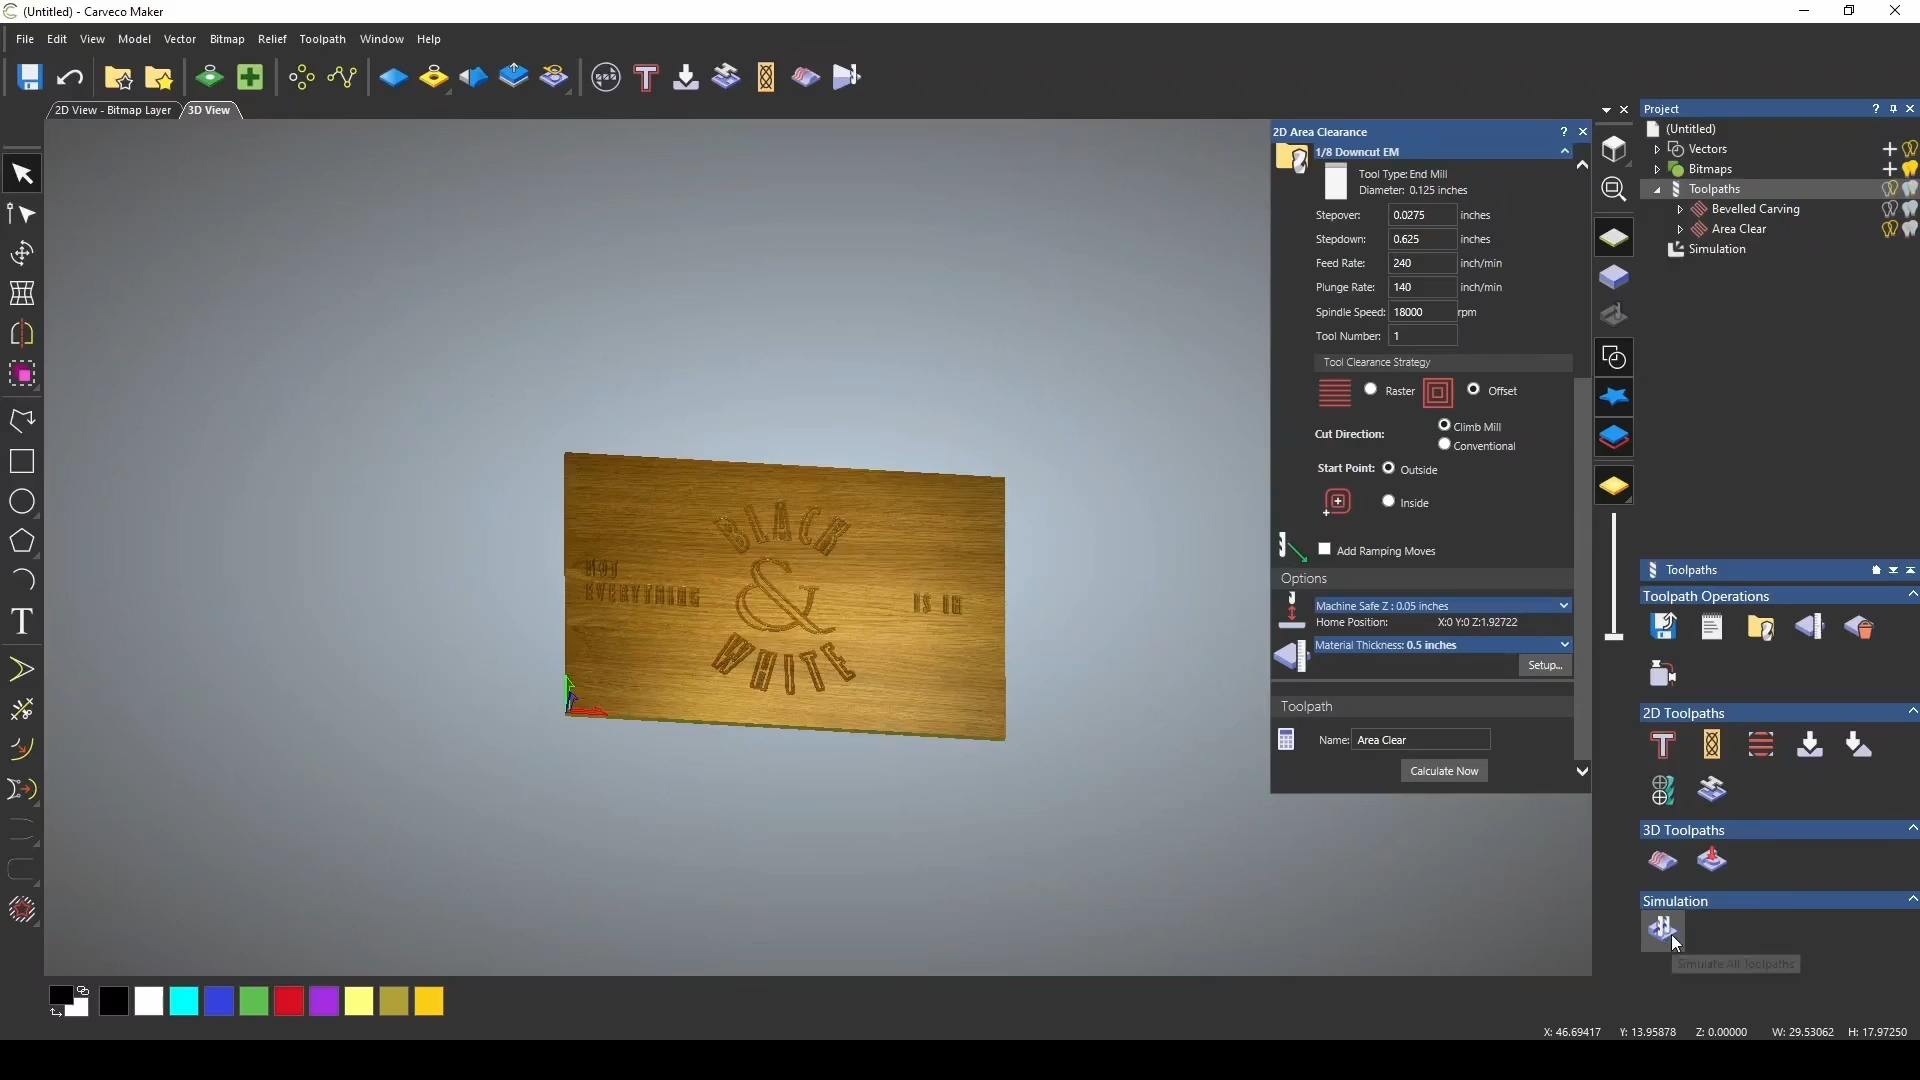 (Untitled) - Carveco Maker
File Edit View Model Vector Bitmap Relief Toolpath Window Help
2D View - Bitmap Layer 3D View
2D Area Clearance
1/8 Downcut EM
Tool Type: End Mill
Diameter: 0.125 inches
Stepover: 0.0275 inches
Stepdown: 0.625 inches
Feed Rate: 240 inch/min
Plunge Rate: 140 inch/min
Spindle Speed: 18000 rpm
Tool Number: 1
Tool Clearance Strategy
Raster Offset
Cut Direction: Climb Mill
Conventional
Start Point: Outside
Inside
Add Ramping Moves
Options
Machine Safe Z : 0.05 inches
Home Position: X:0 Y:0 Z:1.92722
Material Thickness: 0.5 inches
Setup...
Toolpath
Name: Area Clear
Calculate Now
Project
(Untitled)
Vectors
Bitmaps
Toolpaths
Bevelled Carving
Area Clear
Simulation
Toolpaths
Toolpath Operations
2D Toolpaths
3D Toolpaths
Simulation
Simulate All Toolpaths
NOT
EVERYTHING
BLACK
&
WHITE
IS IN
X: 46.69417 Y: 13.95878 Z: 0.00000 W: 29.53062 H: 17.97250